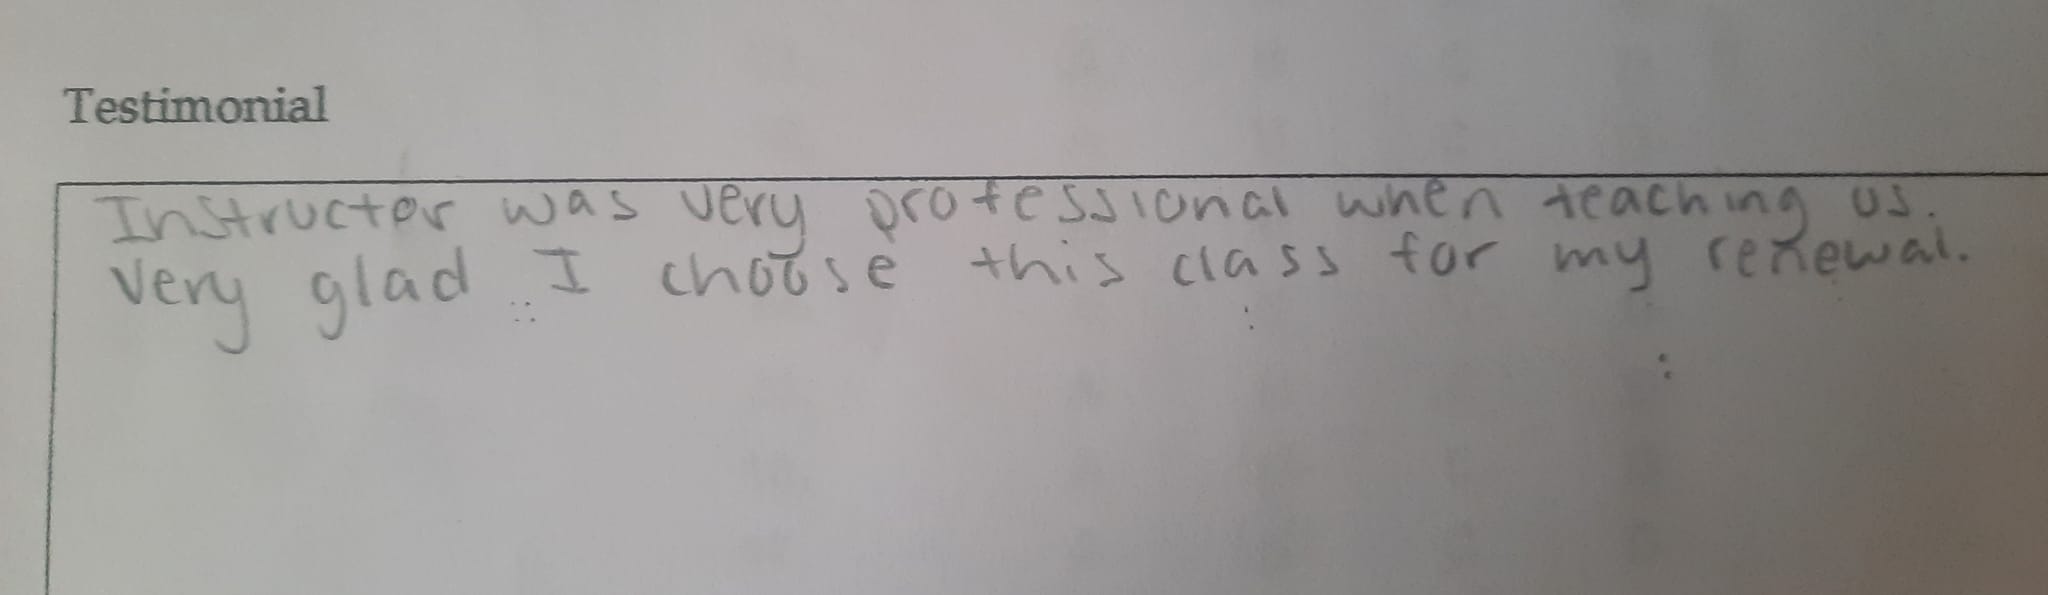 Testimonial
Instructor was very professional when teaching us.
Very glad I choose this class for my renewal.